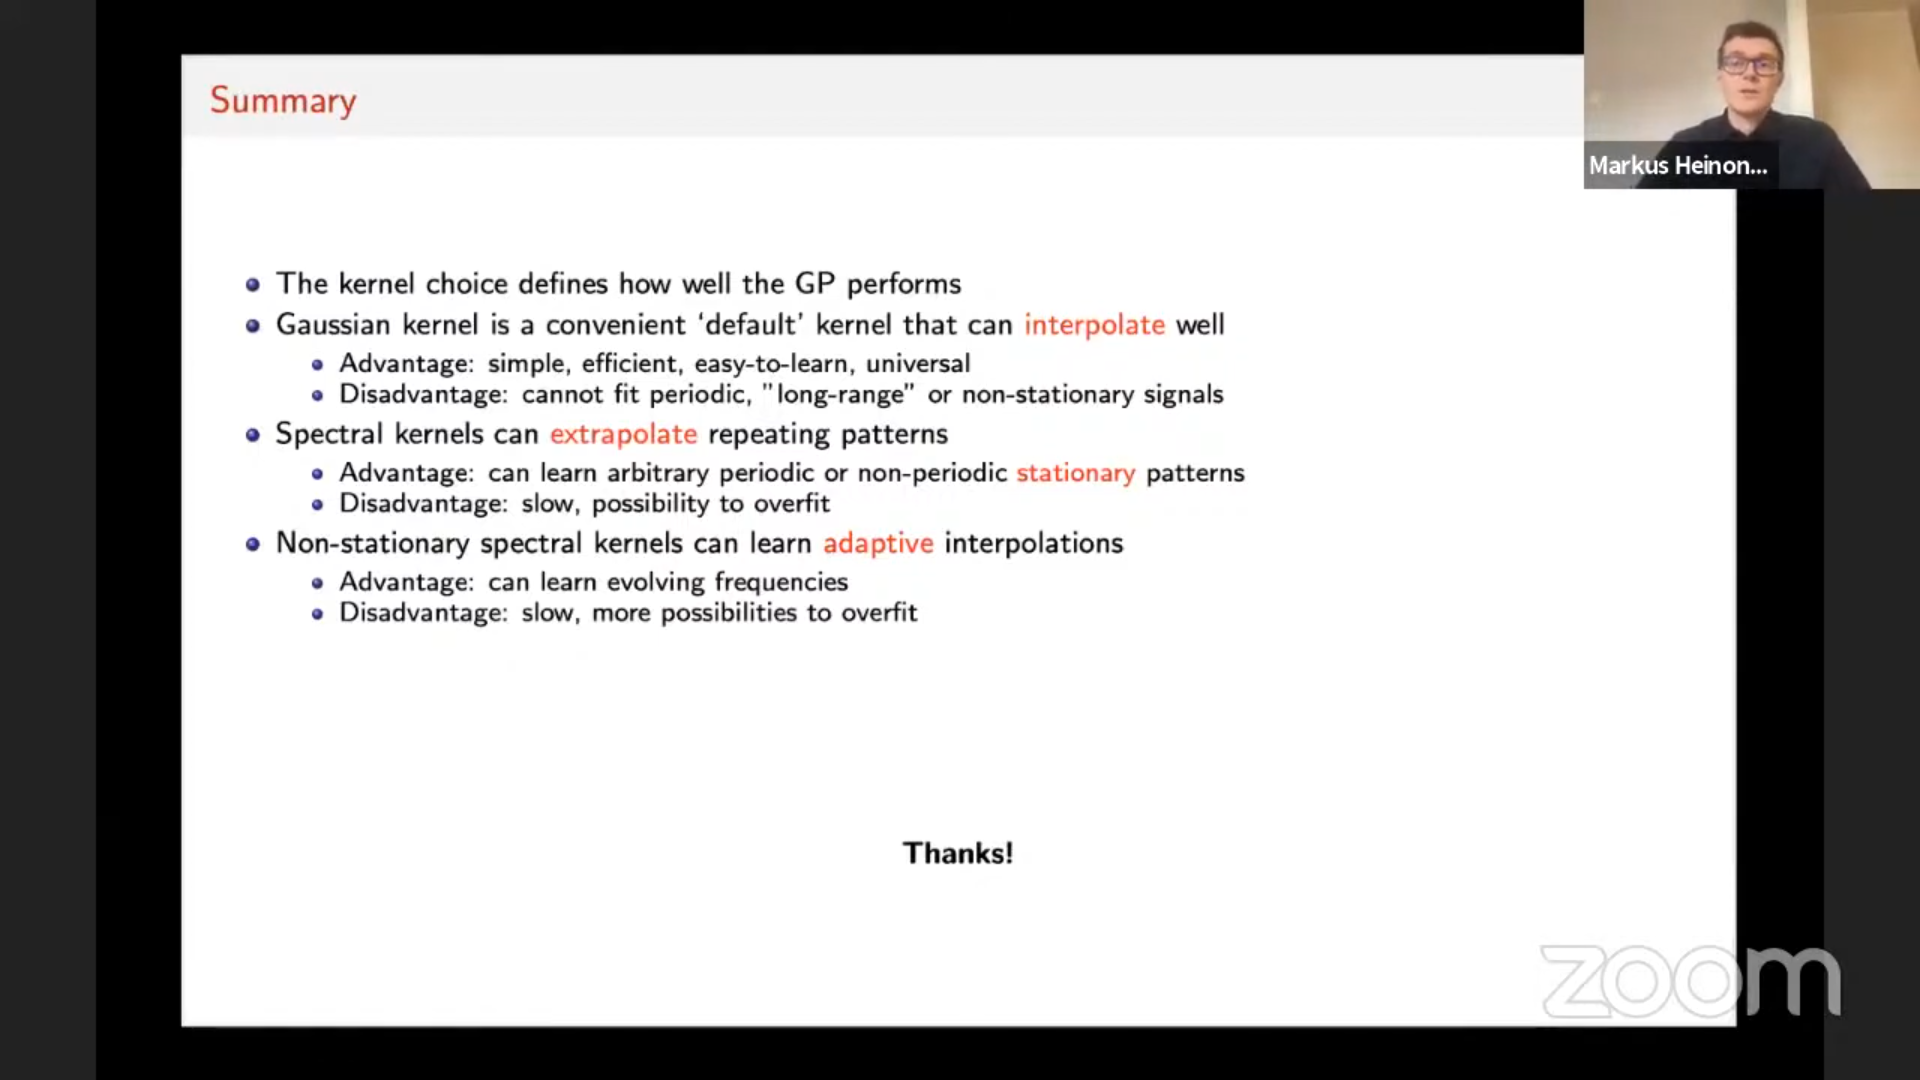 Summary
Markus Heinon...
The kernel choice defines how well the GP performs
Gaussian kernel is a convenient ‘default’ kernel that can interpolate well
Advantage: simple, efficient, easy-to-learn, universal
Disadvantage: cannot fit periodic, ”long-range” or non-stationary signals
Spectral kernels can extrapolate repeating patterns
Advantage: can learn arbitrary periodic or non-periodic stationary patterns
Disadvantage: slow, possibility to overfit
Non-stationary spectral kernels can learn adaptive interpolations
Advantage: can learn evolving frequencies
Disadvantage: slow, more possibilities to overfit
Thanks!
zoom